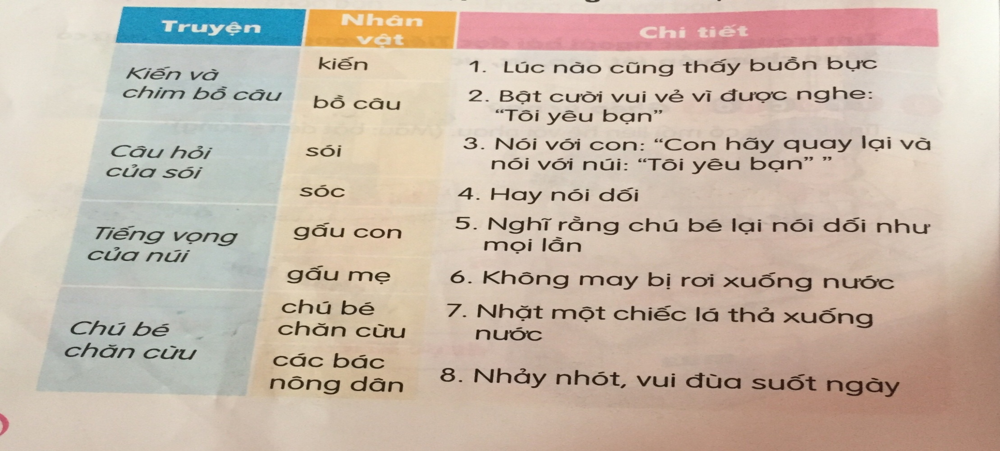 Truyện
Nhân
vật
Chi tiết
Kiến và
chim bồ câu
kiến
bồ câu
1. Lúc nào cũng thấy buồn bực
2. Bật cười vui vẻ vì được nghe:
“Tôi yêu bạn”
Câu hỏi
của sói
sói
sóc
3. Nói với con: “Con hãy quay lại và
nói với núi: “Tôi yêu bạn” ”
4. Hay nói dối
Tiếng vọng
của núi
gấu con
gấu mẹ
5. Nghĩ rằng chú bé lại nói dối như
mọi lần
6. Không may bị rơi xuống nước
Chú bé
chăn cừu
chú bé
chăn cừu
các bác
nông dân
7. Nhặt một chiếc lá thả xuống
nước
8. Nhảy nhót, vui đùa suốt ngày